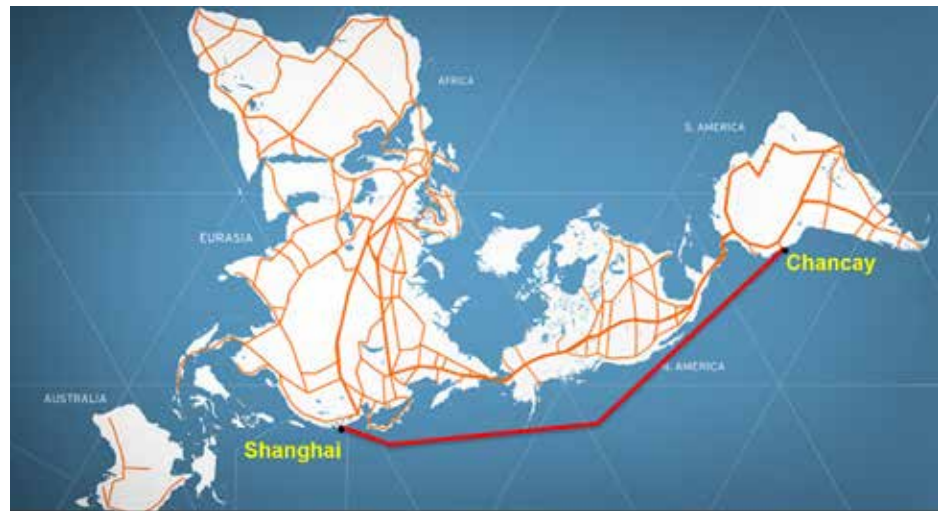 AFRICA
S. AMERICA
EURASIA
Chancay
N. AMERICA
AUSTRALIA
Shanghai